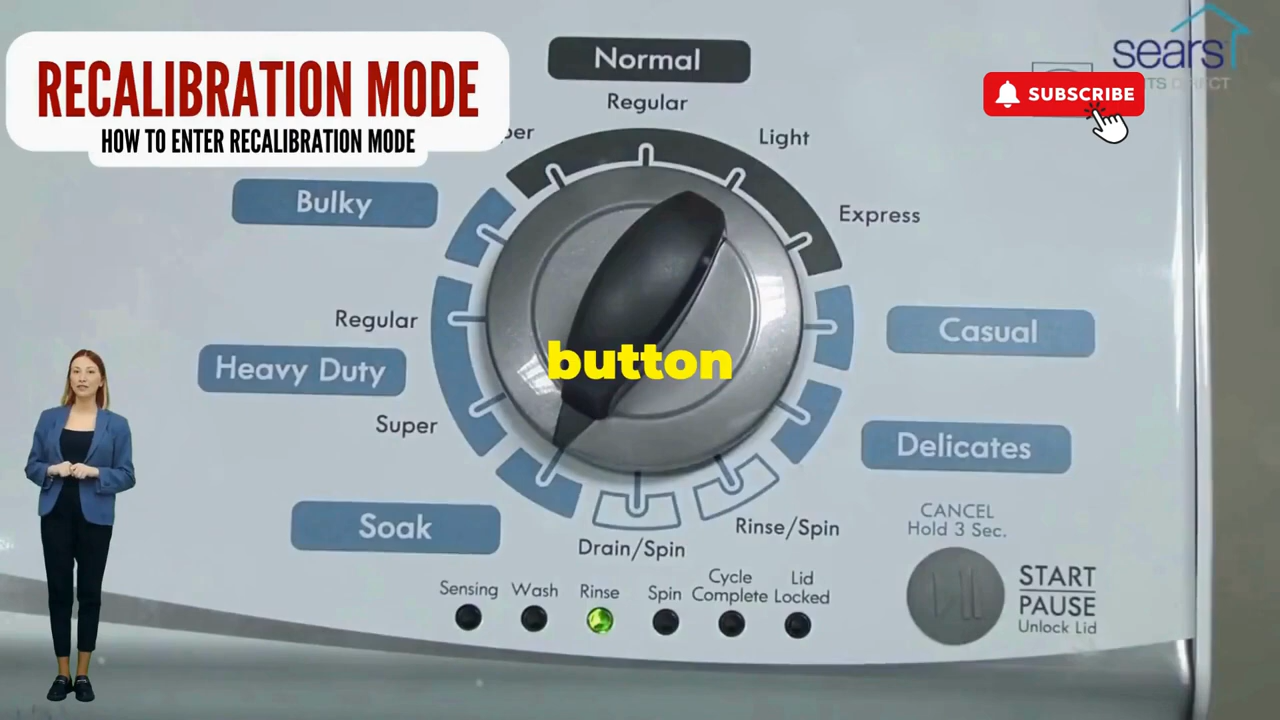 sears
RECALIBRATION MODE
HOW TO ENTER RECALIBRATION MODE
SUBSCRIBE
DIRECT
Normal
Regular
Light
Express
Bulky
Regular
Heavy Duty
Super
Casual
button
Delicates
Soak
Rinse/Spin
Drain/Spin
CANCEL
Hold 3 Sec.
Sensing
Wash
Rinse
Spin
Cycle
Complete
Lid
Locked
START
PAUSE
Unlock Lid